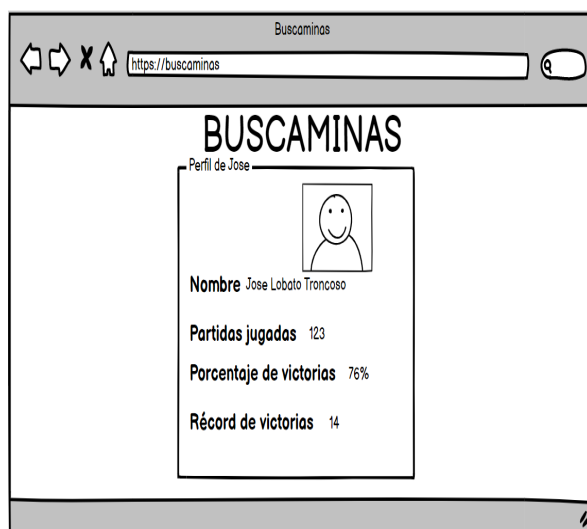 Buscaminas
https://buscaminas
BUSCAMINAS
Perfil de Jose
Nombre Jose Lobato Troncoso
Partidas jugadas 123
Porcentaje de victorias 76%
Récord de victorias 14